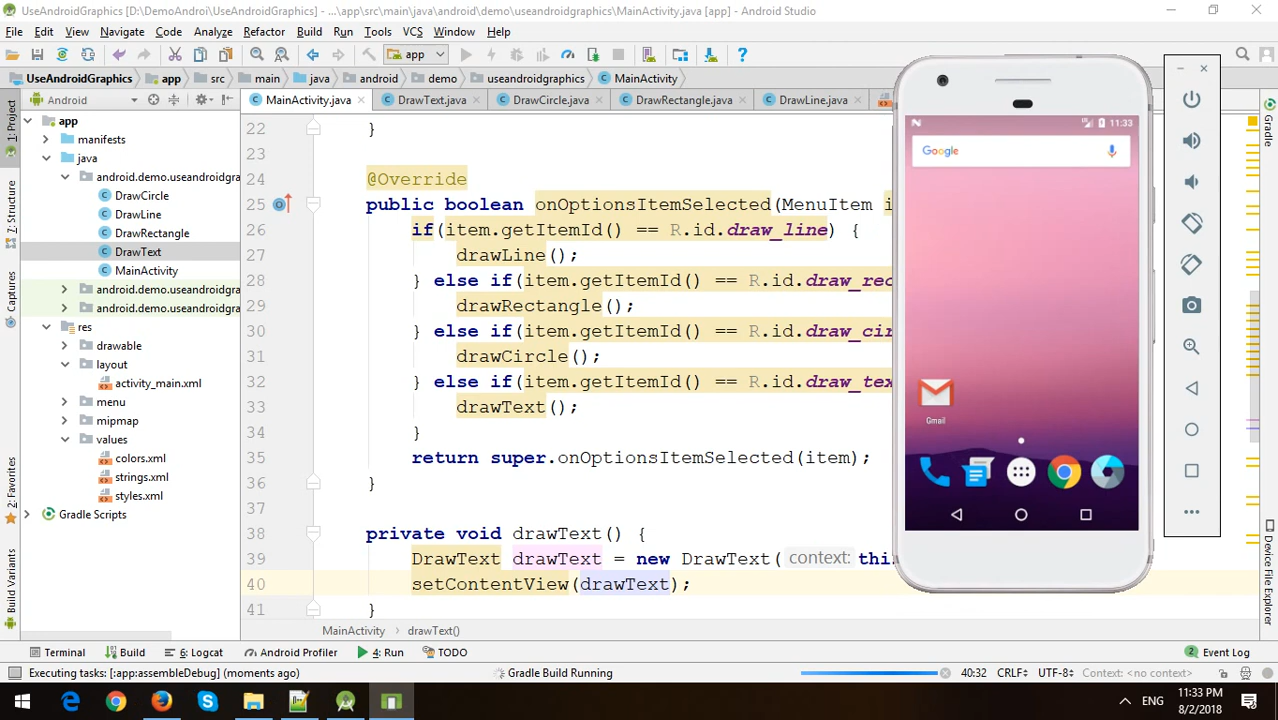 UseAndroidGraphics [D:\DemoAndroi\UseAndroidGraphics] - ...\app\src\main\java\android\demo\useandroidgraphics\MainActivity.java [app] - Android Studio
File Edit View Navigate Code Analyze Refactor Build Run Tools VCS Window Help
app
UseAndroidGraphics app src main java android demo useandroidgraphics MainActivity
Android
MainActivity.java DrawText.java DrawCircle.java DrawRectangle.java DrawLine.java
1: Project
Z: Structure
Captures
2: Favorites
Build Variants
app
manifests
java
android.demo.useandroidgra
DrawCircle
DrawLine
DrawRectangle
DrawText
MainActivity
android.demo.useandroidgra
android.demo.useandroidgra
res
drawable
layout
activity_main.xml
menu
mipmap
values
colors.xml
strings.xml
styles.xml
Gradle Scripts
22 }
23
24 @Override
25 public boolean onOptionsItemSelected(MenuItem i
26 if(item.getItemId() == R.id.draw_line) {
27 drawLine();
28 } else if(item.getItemId() == R.id.draw_rec
29 drawRectangle();
30 } else if(item.getItemId() == R.id.draw_cir
31 drawCircle();
32 } else if(item.getItemId() == R.id.draw_tex
33 drawText();
34 }
35 return super.onOptionsItemSelected(item);
36 }
37
38 private void drawText() {
39 DrawText drawText = new DrawText( context: thi
40 setContentView(drawText);
41 }
MainActivity › drawText()
11:33
Google
Gmail
Gradle
Device File Explorer
Terminal Build 6: Logcat Android Profiler 4: Run TODO 2 Event Log
Executing tasks: [:app:assembleDebug] (moments ago) Gradle Build Running 40:32 CRLF÷ UTF-8÷ Context: <no context>
ENG 11:33 PM
8/2/2018